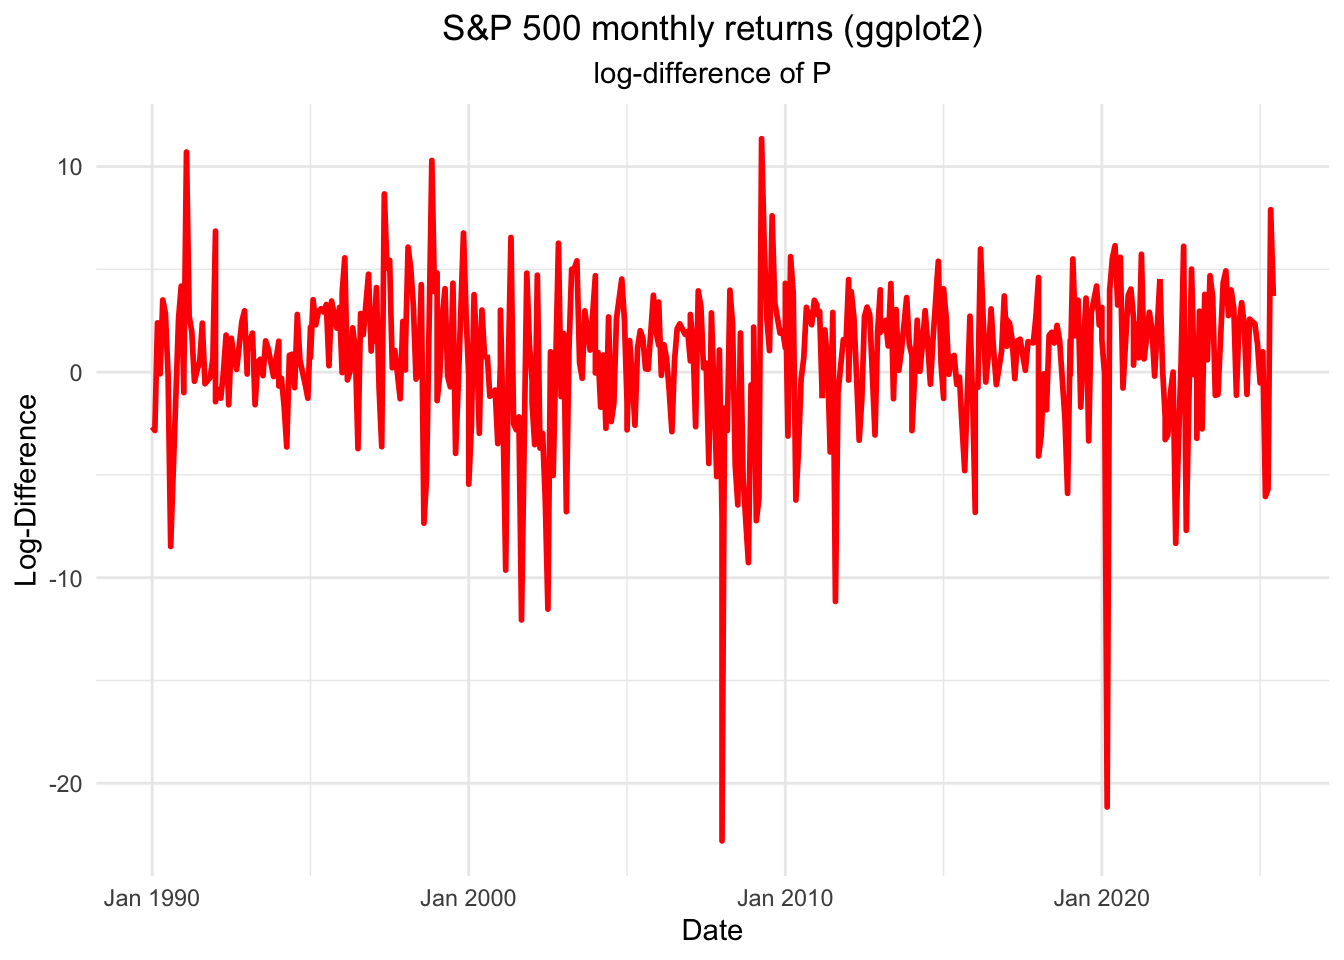 S&P 500 monthly returns (ggplot2)
log-difference of P
Log-Difference
10
0
-10
-20
Jan 1990
Jan 2000
Jan 2010
Jan 2020
Date